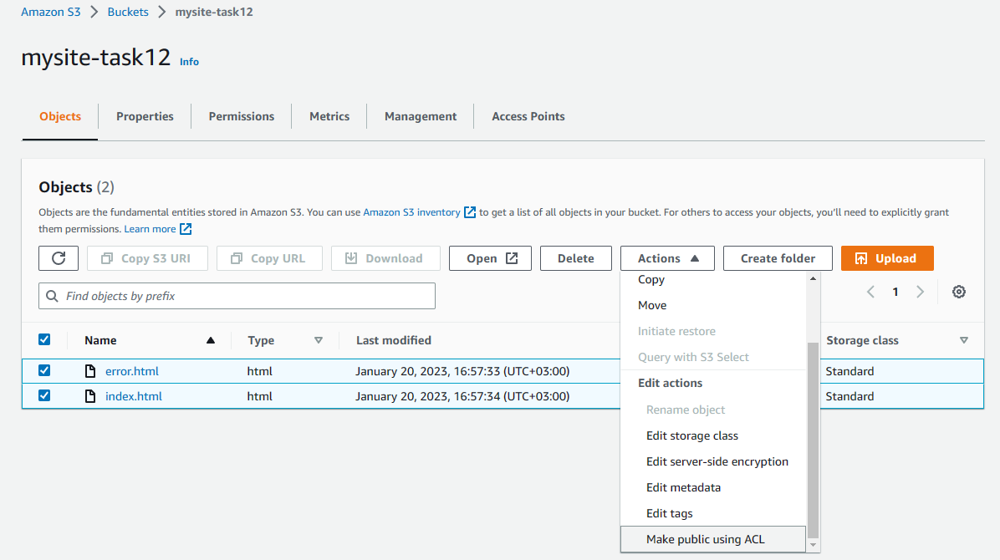 Amazon S3 > Buckets > mysite-task12
mysite-task12 Info
Objects Properties Permissions Metrics Management Access Points
Objects (2)
Objects are the fundamental entities stored in Amazon S3. You can use Amazon S3 inventory to get a list of all objects in your bucket. For others to access your objects, you'll need to explicitly grant
them permissions. Learn more
Copy S3 URI Copy URL Download Open Delete Actions Create folder Upload
Find objects by prefix
1
Name Type Last modified Storage class
error.html html January 20, 2023, 16:57:33 (UTC+03:00) Standard
index.html html January 20, 2023, 16:57:34 (UTC+03:00) Standard
Copy
Move
Initiate restore
Query with S3 Select
Edit actions
Rename object
Edit storage class
Edit server-side encryption
Edit metadata
Edit tags
Make public using ACL